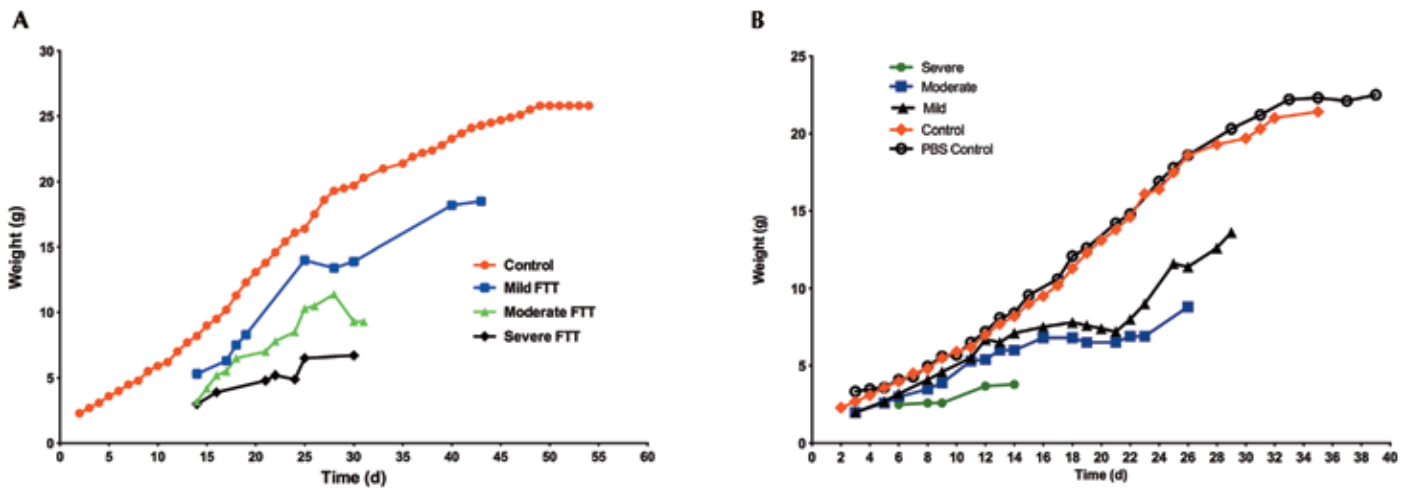 A
30
25
20
15
10
5
0
Weight (g)
Control
Mild FTT
Moderate FTT
Severe FTT
0 5 10 15 20 25 30 35 40 45 50 55 60
Time (d)
B
25
20
15
10
5
0
Weight (g)
Severe
Moderate
Mild
Control
PBS Control
0 2 4 6 8 10 12 14 16 18 20 22 24 26 28 30 32 34 36 38 40
Time (d)